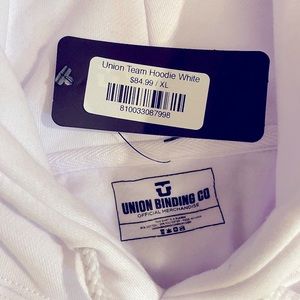 Union Team Hoodie White
$84.99 / XL
810033087998
UNION BINDING CO
OFFICIAL MERCHANDISE